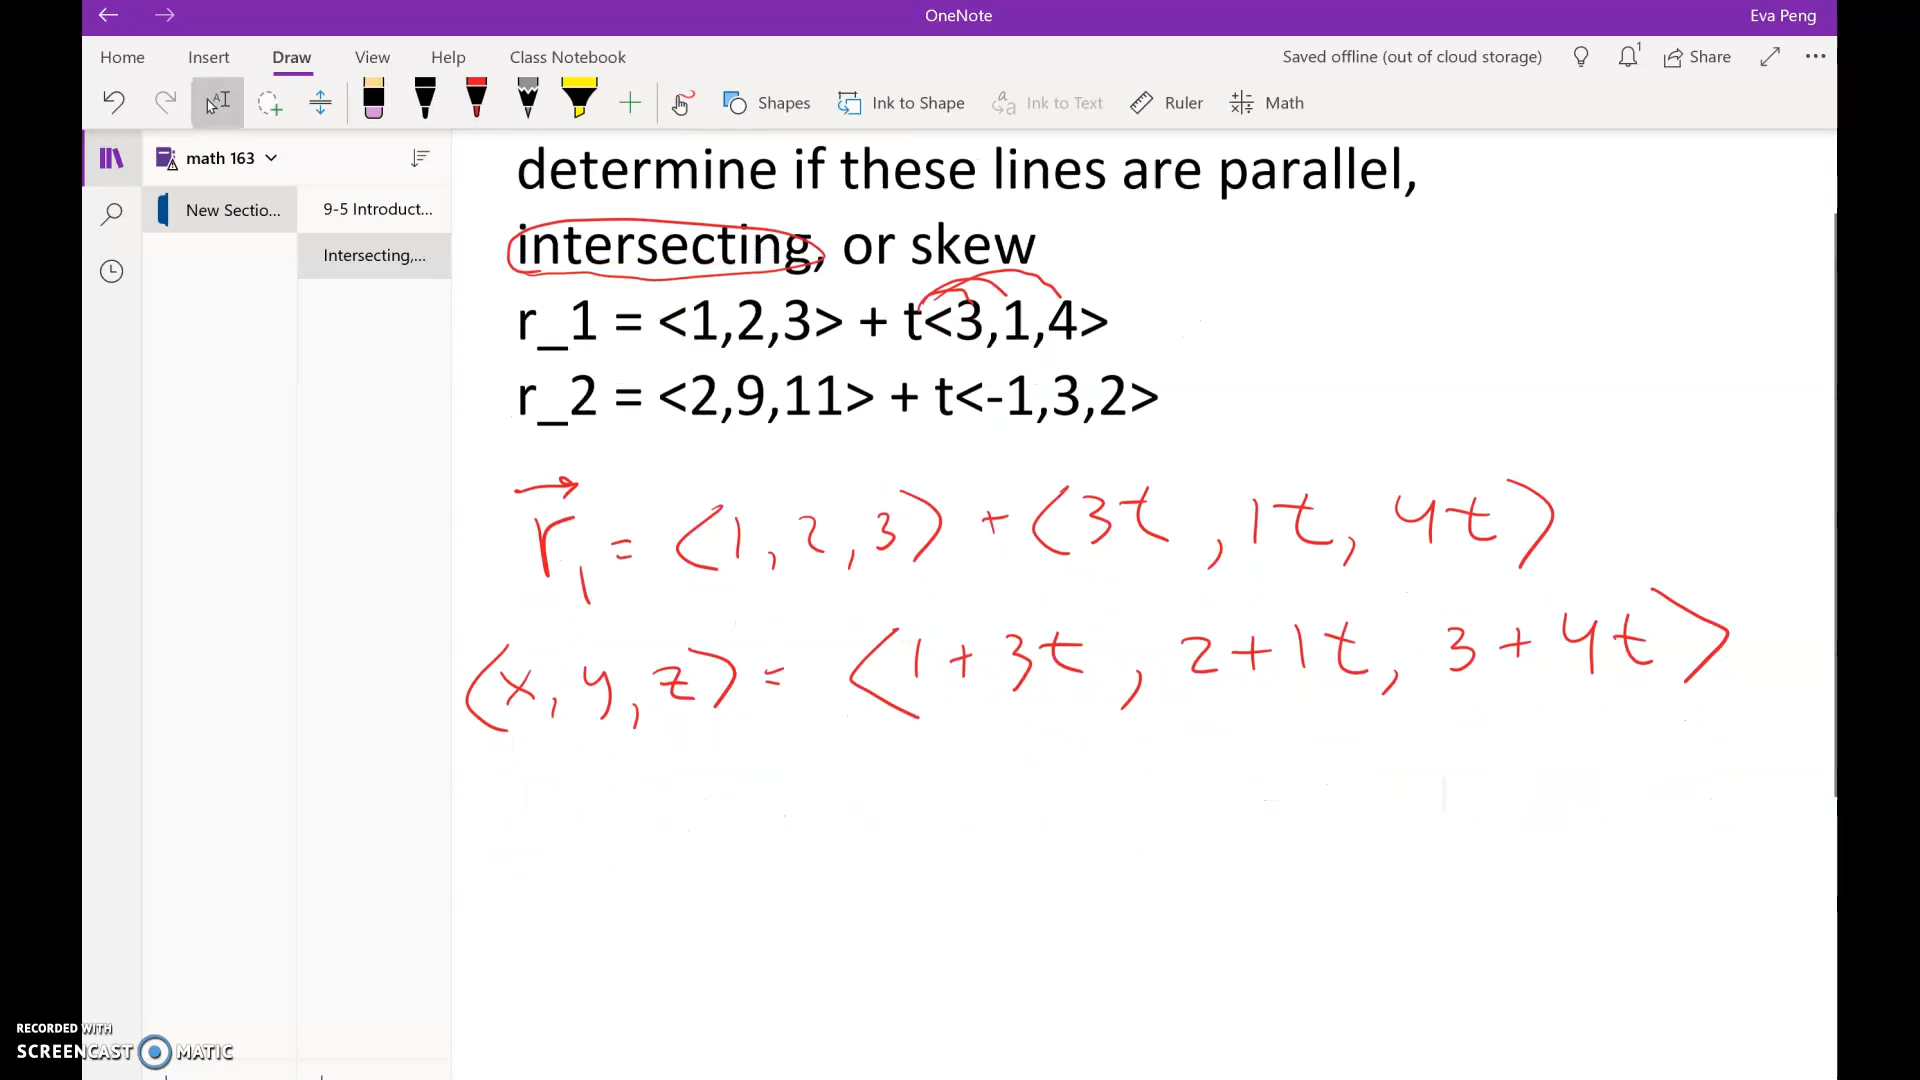 OneNote
Eva Peng
Home Insert Draw View Help Class Notebook
Saved offline (out of cloud storage) 1 Share
Shapes Ink to Shape Ink to Text Ruler Math
math 163
New Sectio...
9-5 Introduct...
Intersecting,...
determine if these lines are parallel,
intersecting, or skew
r_1 = <1,2,3> + t<3,1,4>
r_2 = <2,9,11> + t<-1,3,2>
r⃗₁ = ⟨1, 2, 3⟩ + ⟨3t, 1t, 4t⟩
⟨x, y, z⟩ = ⟨1+3t, 2+1t, 3+4t⟩
RECORDED WITH
SCREENCAST MATIC